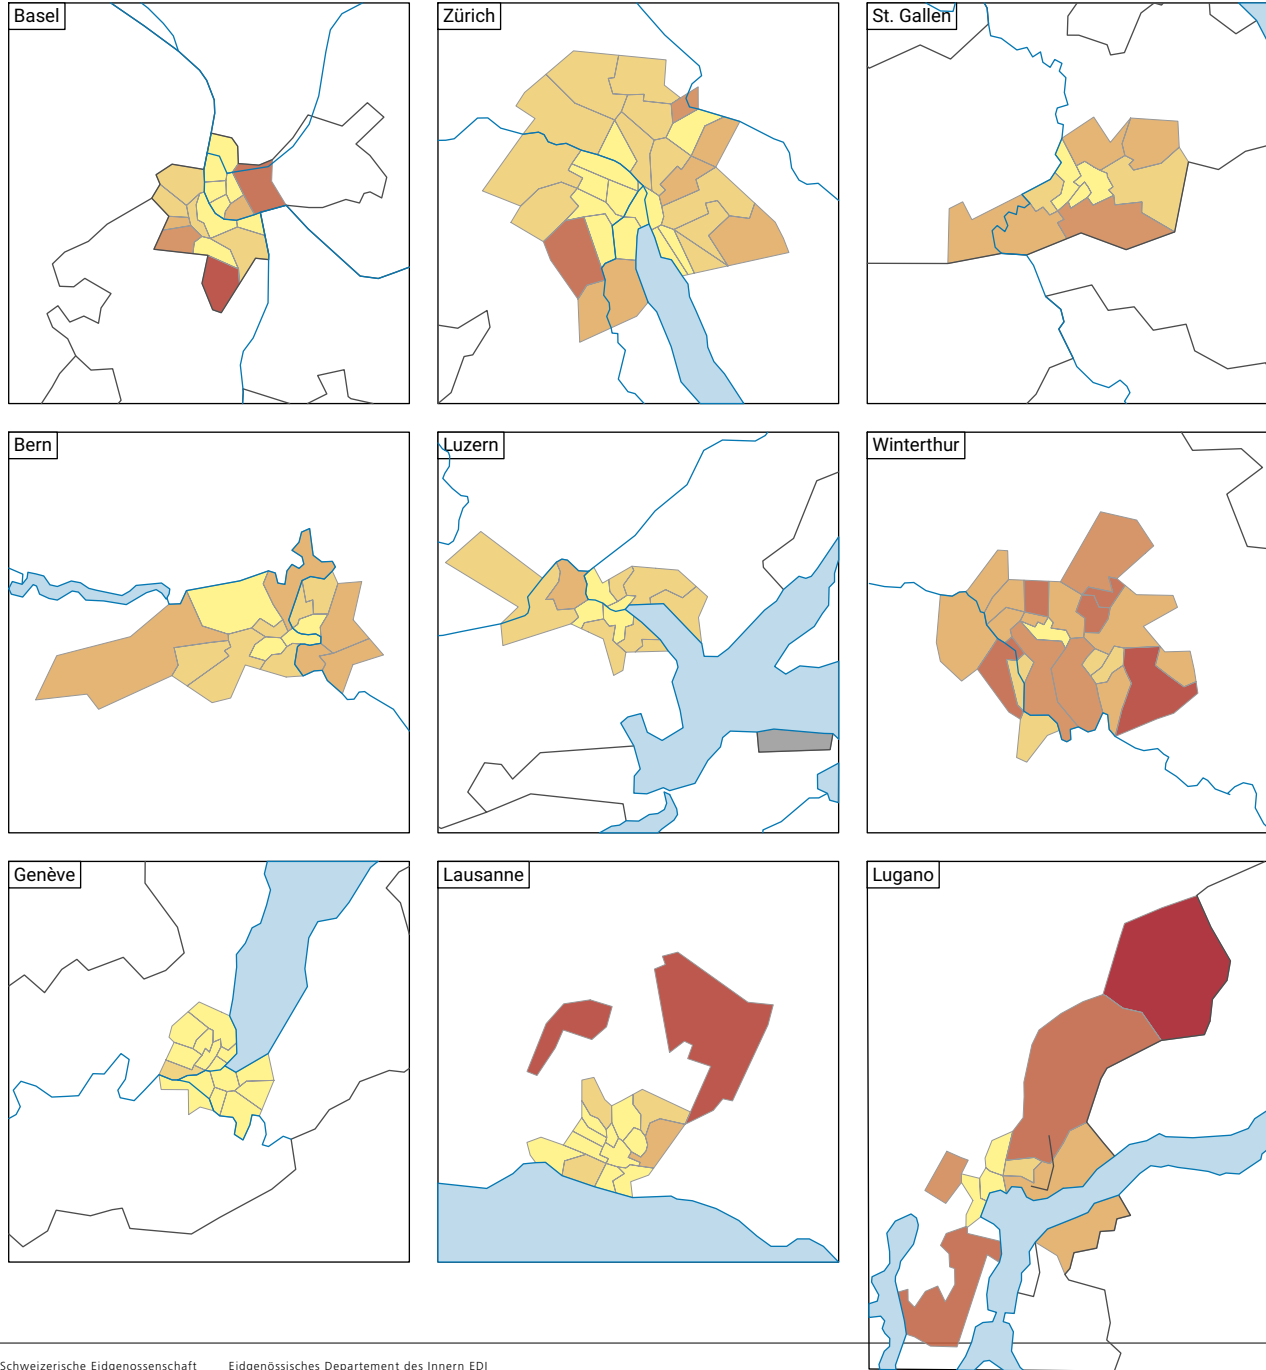 Basel
Zürich
St. Gallen
Bern
Luzern
Winterthur
Genève
Lausanne
Lugano
Schweizerische Eidgenossenschaft Eidgenössisches Departement des Innern EDI